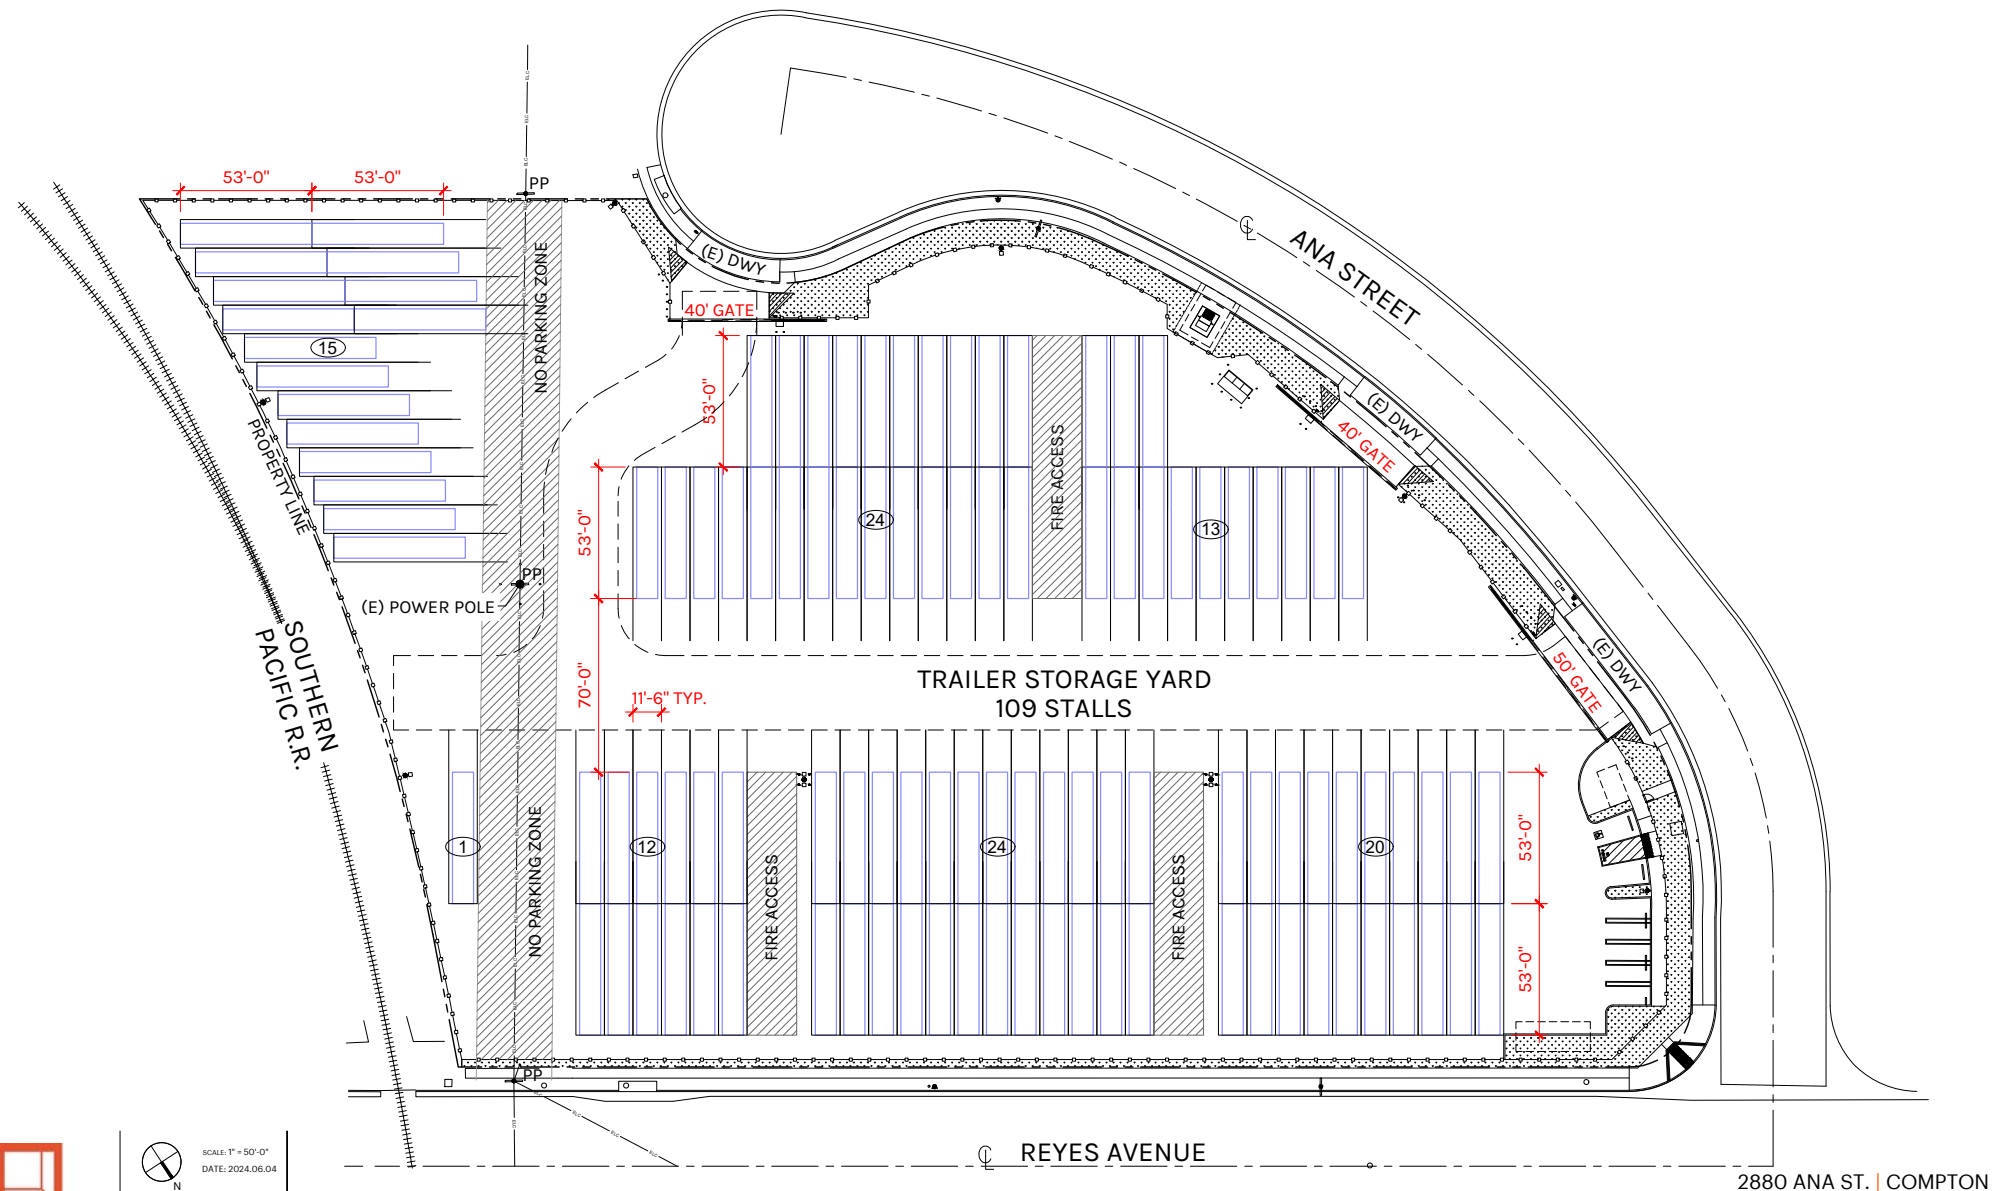 53'-0"
53'-0"
PP
ANA STREET
(E) DWY
40' GATE
NO PARKING ZONE
15
53'-0"
(E) DWY
40' GATE
FIRE ACCESS
PROPERTY LINE
53'-0"
24
13
PP
(E) POWER POLE
SOUTHERN
PACIFIC R.R.
70'-0"
11'-6" TYP.
TRAILER STORAGE YARD
109 STALLS
(E) DWY
50' GATE
1
12
24
20
53'-0"
NO PARKING ZONE
FIRE ACCESS
FIRE ACCESS
53'-0"
PP
REYES AVENUE
SCALE: 1" = 50'-0"
DATE: 2024.06.04
N
2880 ANA ST. | COMPTON